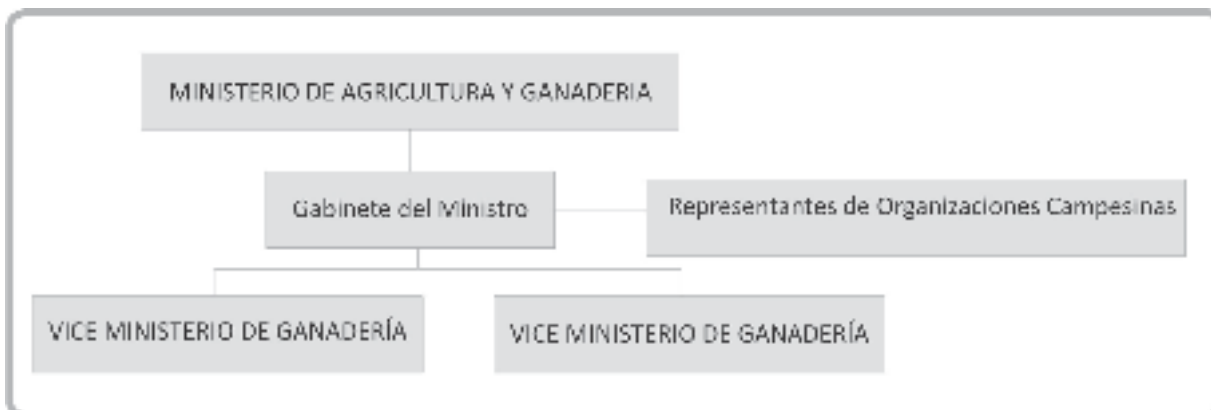 MINISTERIO DE AGRICULTURA Y GANADERIA
Gabinete del Ministro
Representantes de Organizaciones Campesinas
VICE MINISTERIO DE GANADERÍA
VICE MINISTERIO DE GANADERÍA